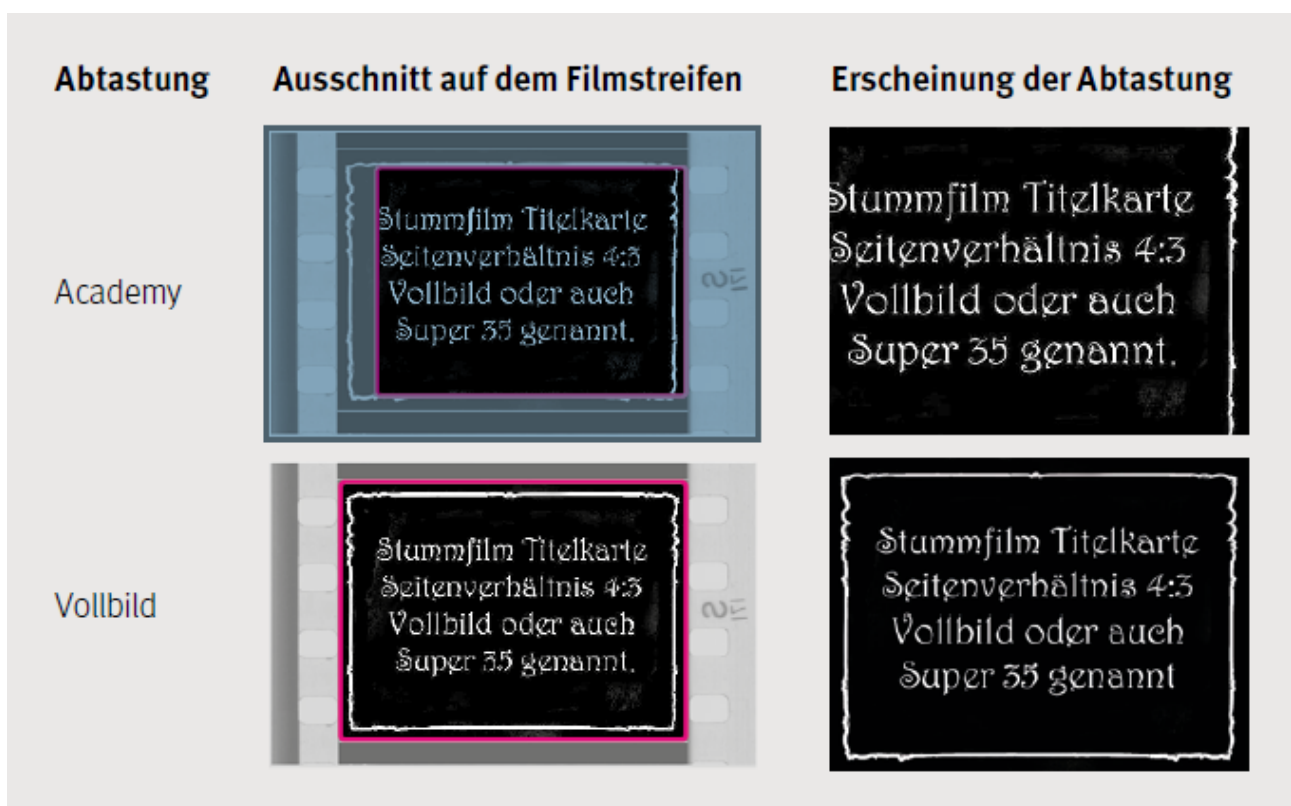 Abtastung Ausschnitt auf dem Filmstreifen Erscheinung der Abtastung
Academy
Stummfilm Titelkarte
Seitenverhältnis 4:3
Vollbild oder auch
Super 35 genannt.
Stummfilm Titelkarte
Seitenverhältnis 4:3
Vollbild oder auch
Super 35 genannt.
Vollbild
Stummfilm Titelkarte
Seitenverhältnis 4:3
Vollbild oder auch
Super 35 genannt.
Stummfilm Titelkarte
Seitenverhältnis 4:3
Vollbild oder auch
Super 35 genannt